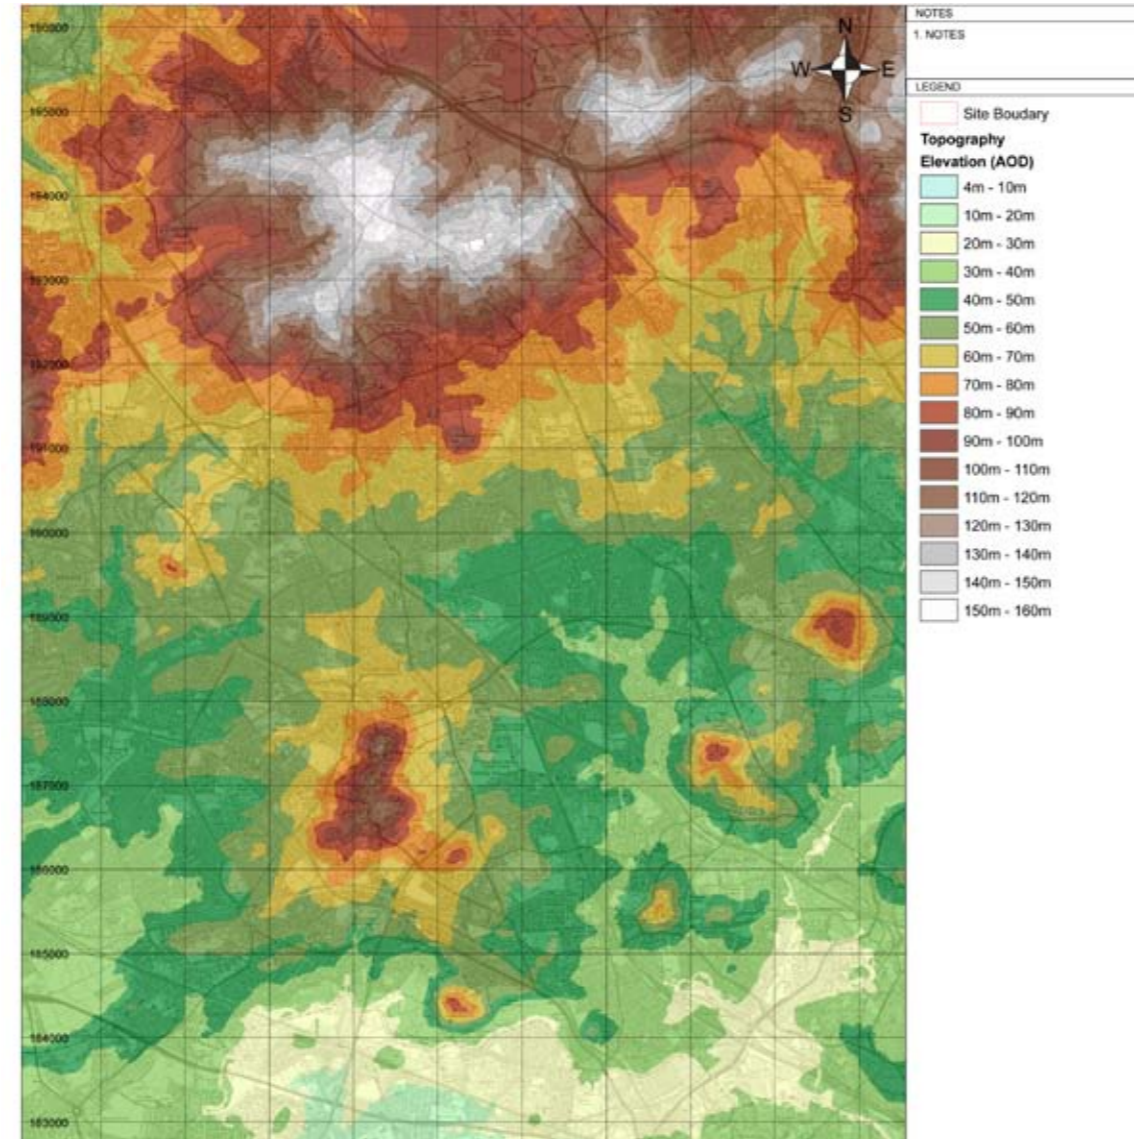 NOTES
1. NOTES
LEGEND
Site Boudary
Topography
Elevation (AOD)
4m - 10m
10m - 20m
20m - 30m
30m - 40m
40m - 50m
50m - 60m
60m - 70m
70m - 80m
80m - 90m
90m - 100m
100m - 110m
110m - 120m
120m - 130m
130m - 140m
140m - 150m
150m - 160m
N
W E
S
196000
195000
194000
193000
192000
191000
190000
189000
188000
187000
186000
185000
184000
183000